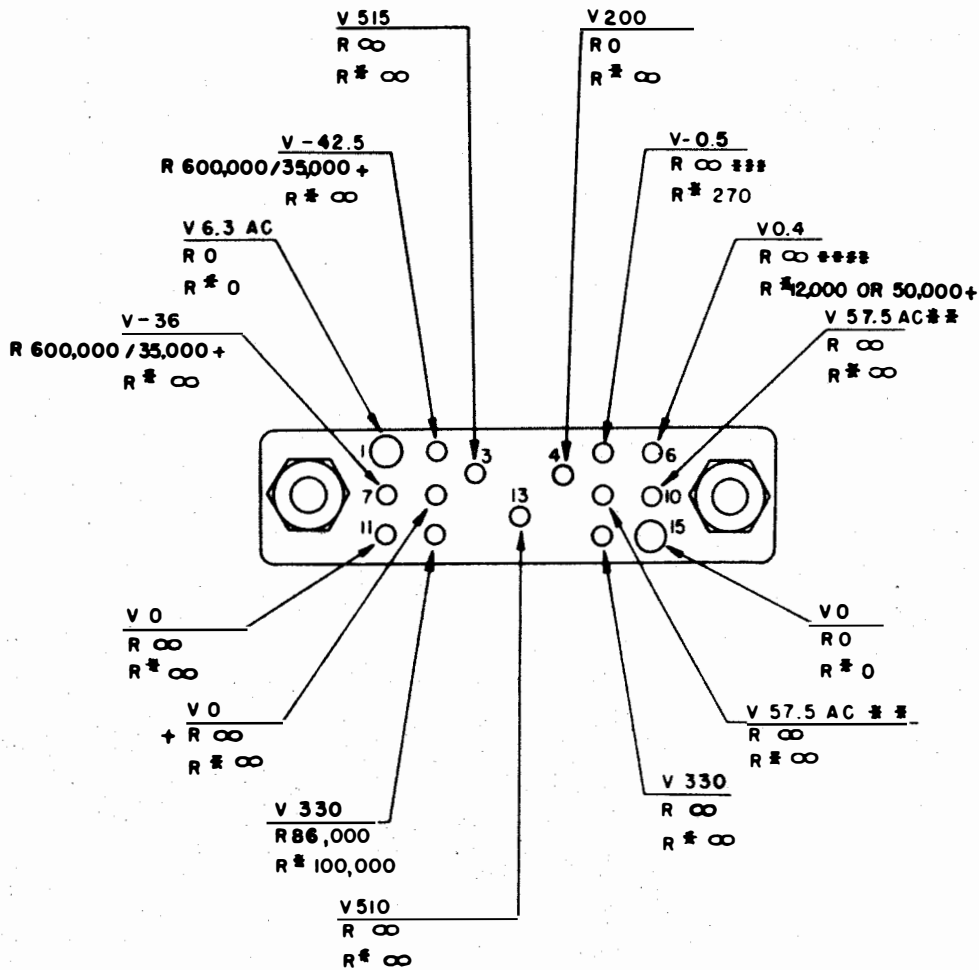 V 515
R ∞
R* ∞
V 200
R 0
R* ∞
V -42.5
R 600,000/35,000 +
R* ∞
V-0.5
R ∞ ***
R* 270
V 6.3 AC
R 0
R* 0
V 0.4
R ∞ ****
R* 12,000 OR 50,000+
V-36
R 600,000/35,000 +
R* ∞
V 57.5 AC**
R ∞
R* ∞
1
3
4
6
7
13
10
11
15
V 0
R ∞
R* ∞
V 0
R 0
R* 0
V 0
+ R ∞
R* ∞
V 57.5 AC **
R ∞
R* ∞
V 330
R 86,000
R* 100,000
V 330
R ∞
R* ∞
V 510
R ∞
R* ∞